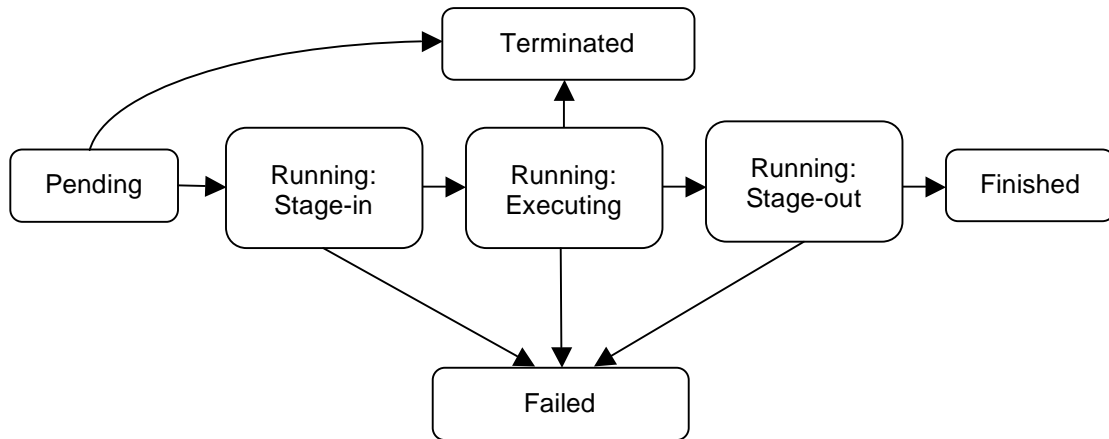 Terminated
Pending
Running:
Stage-in
Running:
Executing
Running:
Stage-out
Finished
Failed